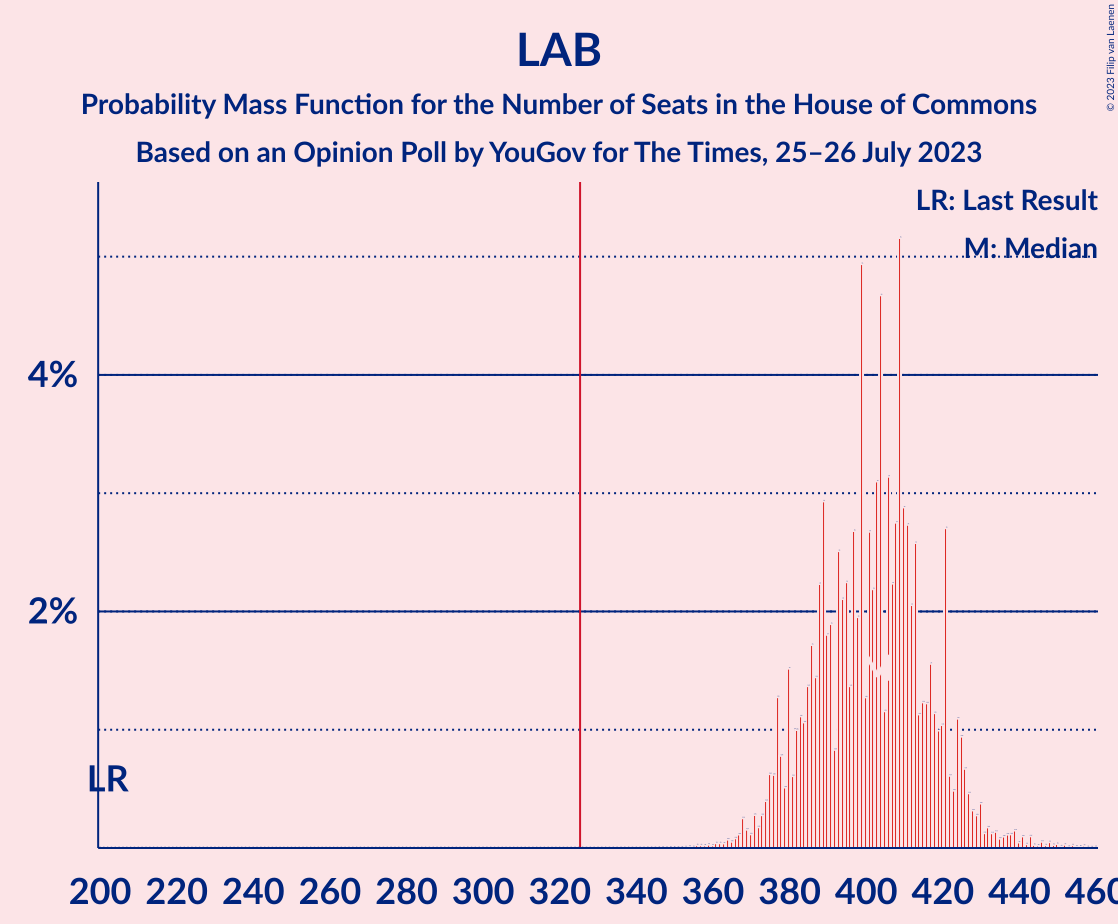 LAB
Probability Mass Function for the Number of Seats in the House of Commons
Based on an Opinion Poll by YouGov for The Times, 25–26 July 2023
© 2023 Filip van Laenen
LR: Last Result
M: Median
4%
2%
LR
M
200 220 240 260 280 300 320 340 360 380 400 420 440 460